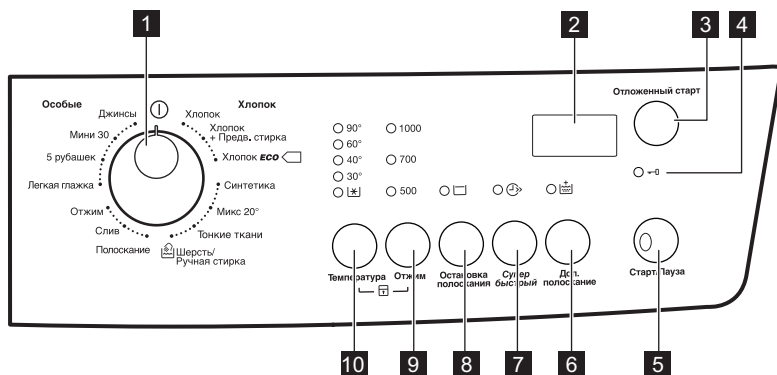 1
2
3
4
Особые
Хлопок
Отложенный старт
Джинсы
Мини 30
5 рубашек
Легкая глажка
Отжим
Слив
Полоскание
Хлопок
Хлопок
+ Предв. стирка
Хлопок ECO
Синтетика
Микс 20°
Тонкие ткани
Шерсть/
Ручная стирка
90°
60°
40°
30°
1000
700
500
Температура
Отжим
Остановка
полоскания
Супер
быстрый
Доп.
полоскание
Старт/Пауза
10
9
8
7
6
5